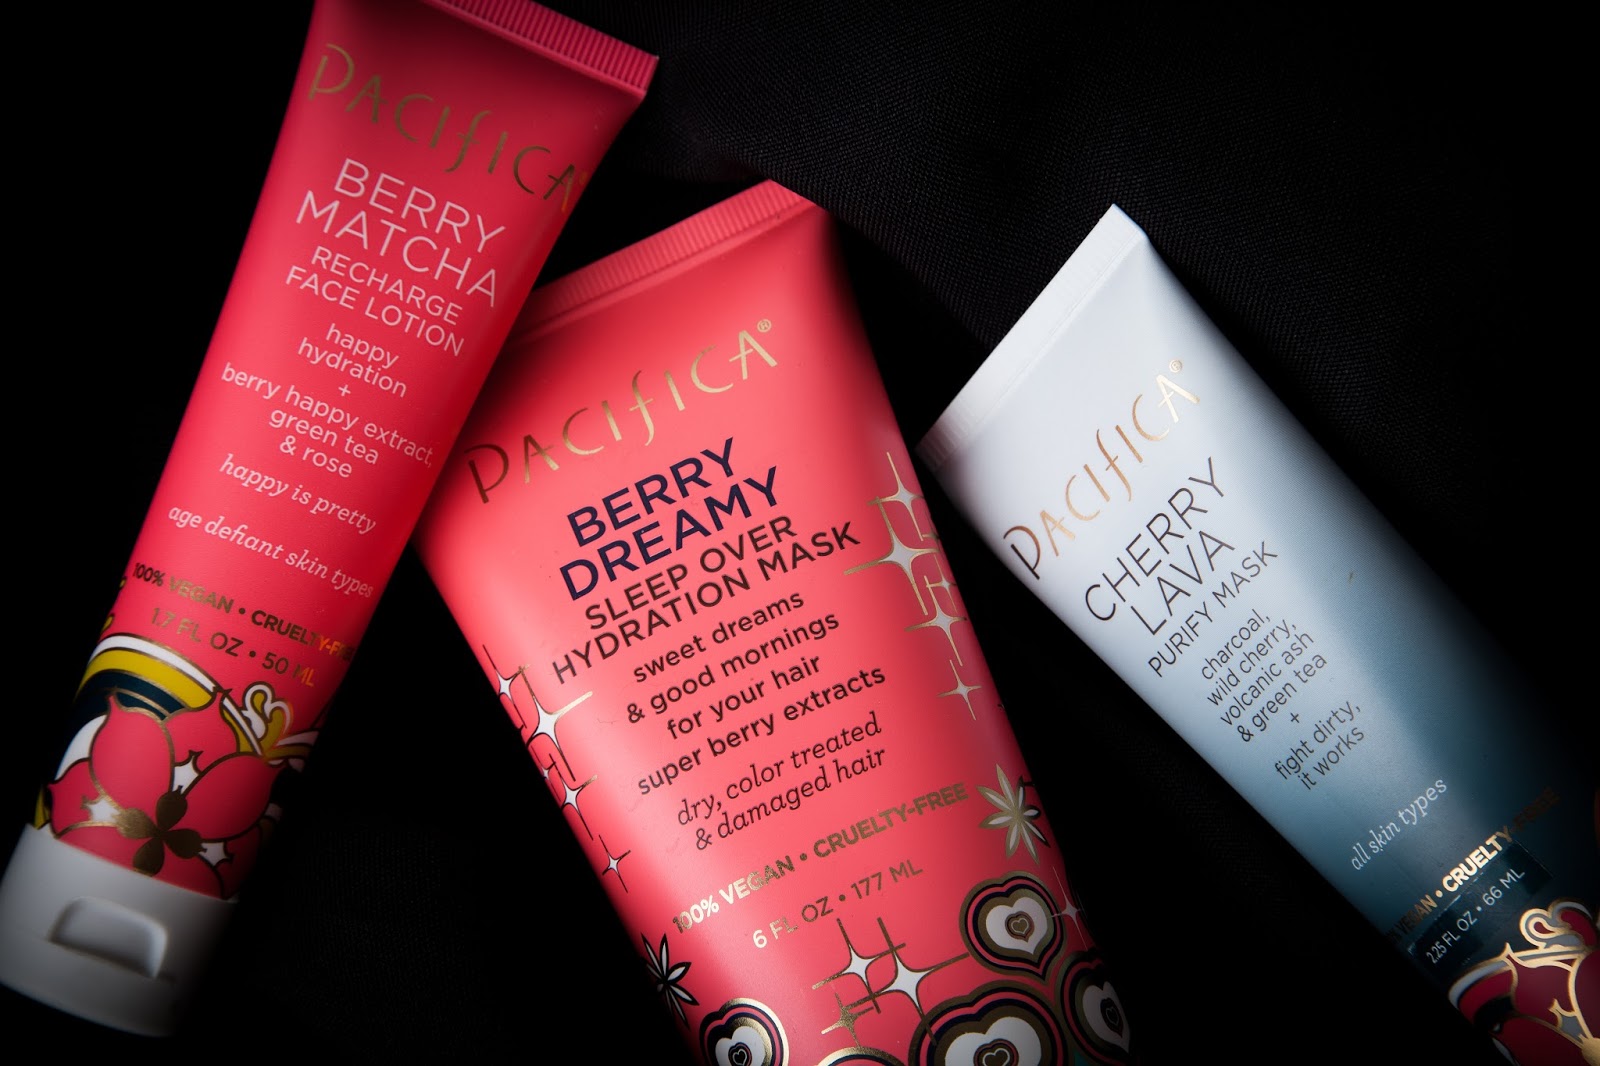 PACIFICA®
BERRY
MATCHA
RECHARGE
FACE LOTION
happy
hydration
+
berry happy extract,
green tea
& rose
happy is pretty
age defiant skin types
100% VEGAN • CRUELTY-FREE
1.7 FL OZ • 50 ML
PACIFICA®
BERRY
DREAMY
SLEEP OVER
HYDRATION MASK
sweet dreams
& good mornings
for your hair
super berry extracts
dry, color treated
& damaged hair
100% VEGAN • CRUELTY-FREE
6 FL OZ • 177 ML
PACIFICA®
CHERRY
LAVA
PURIFY MASK
charcoal,
wild cherry,
volcanic ash
& green tea
+
fight dirty,
it works
all skin types
VEGAN • CRUELTY-FREE
2.25 FL OZ • 66 ML